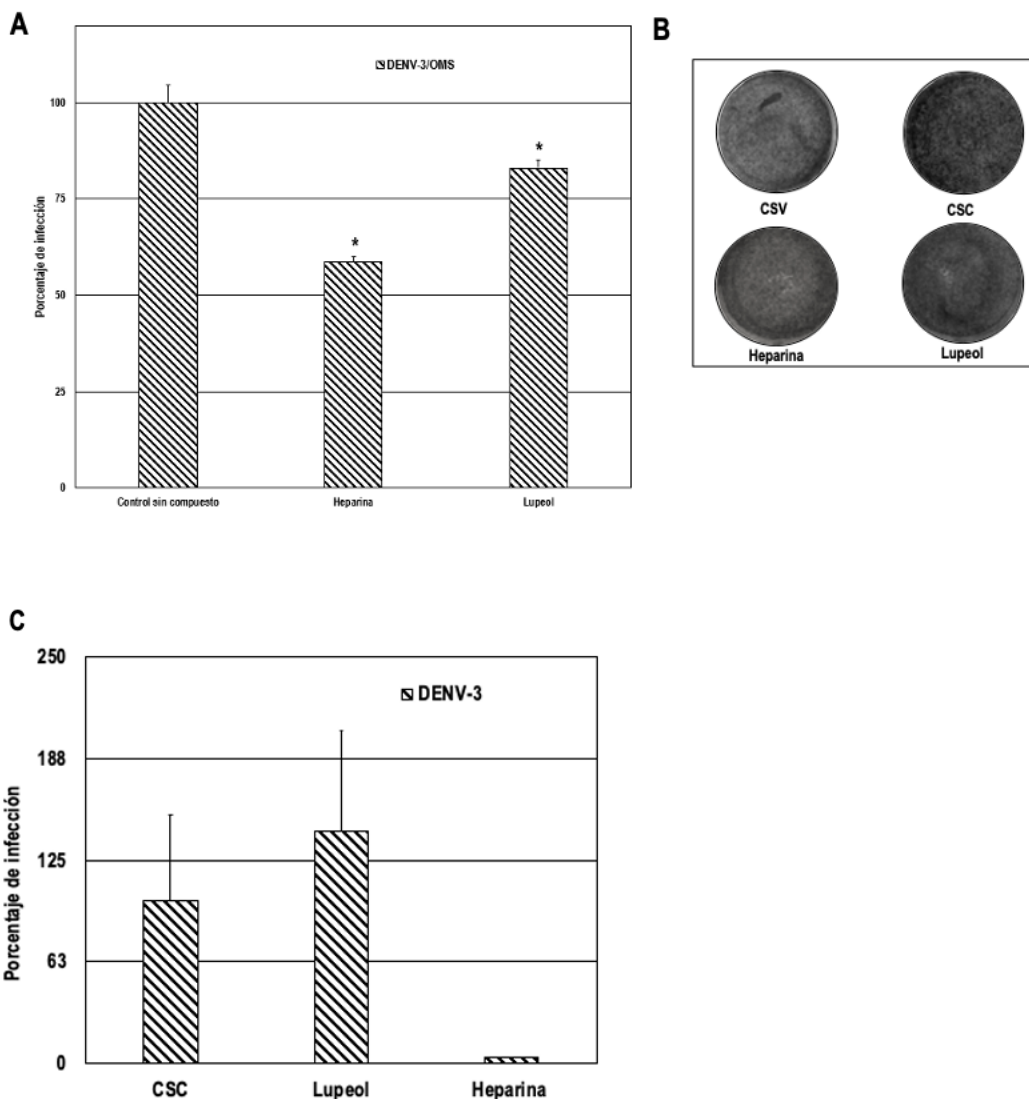 A
DENV-3/OMS
Porcentaje de infección
100
75
50
25
0
*
*
Control sin compuesto
Heparina
Lupeol
B
CSV
CSC
Heparina
Lupeol
C
250
188
125
63
0
Porcentaje de infección
DENV-3
CSC
Lupeol
Heparina